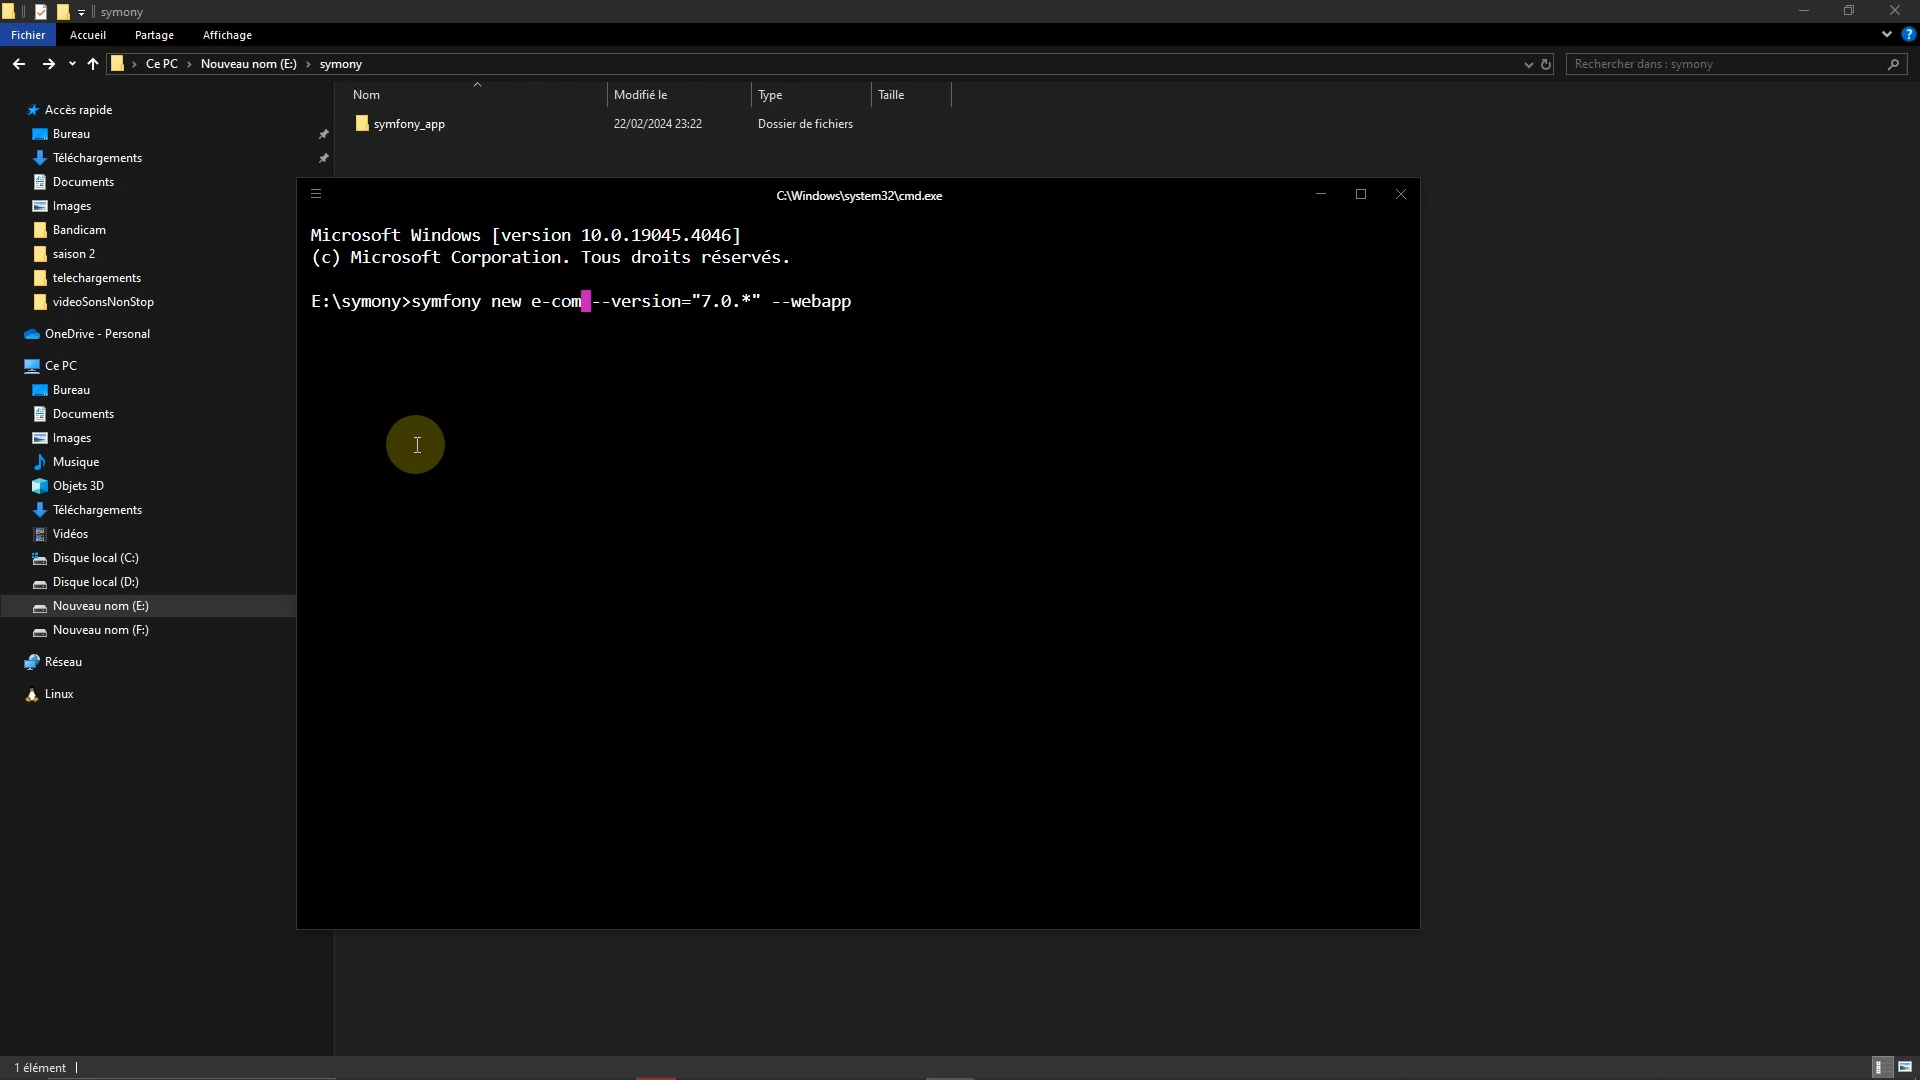 symony
Fichier Accueil Partage Affichage
Ce PC Nouveau nom (E:) symony
Rechercher dans : symony
Nom Modifié le Type Taille
symfony_app 22/02/2024 23:22 Dossier de fichiers
Accès rapide
Bureau
Téléchargements
Documents
Images
Bandicam
saison 2
telechargements
videoSonsNonStop
OneDrive - Personal
Ce PC
Bureau
Documents
Images
Musique
Objets 3D
Téléchargements
Vidéos
Disque local (C:)
Disque local (D:)
Nouveau nom (E:)
Nouveau nom (F:)
Réseau
Linux
C:\Windows\system32\cmd.exe
Microsoft Windows [version 10.0.19045.4046]
(c) Microsoft Corporation. Tous droits réservés.
E:\symony>symfony new e-com --version="7.0.*" --webapp
1 élément